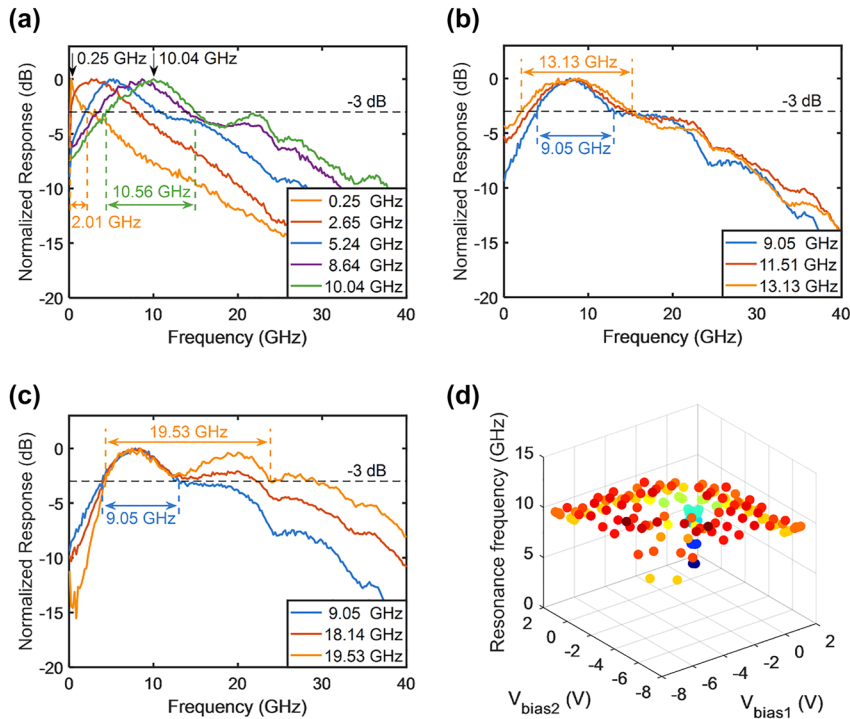 (a)
0.25 GHz
10.04 GHz
-3 dB
10.56 GHz
2.01 GHz
0.25 GHz
2.65 GHz
5.24 GHz
8.64 GHz
10.04 GHz
Normalized Response (dB)
0
-5
-10
-15
-20
0 10 20 30 40
Frequency (GHz)
(b)
13.13 GHz
-3 dB
9.05 GHz
9.05 GHz
11.51 GHz
13.13 GHz
Normalized Response (dB)
0
-5
-10
-15
-20
0 10 20 30 40
Frequency (GHz)
(c)
19.53 GHz
-3 dB
9.05 GHz
9.05 GHz
18.14 GHz
19.53 GHz
Normalized Response (dB)
0
-5
-10
-15
-20
0 10 20 30 40
Frequency (GHz)
(d)
Resonance frequency (GHz)
15
10
5
0
2 0 -2 -4 -6 -8
-8 -6 -4 -2 0 2
Vbias2 (V)
Vbias1 (V)